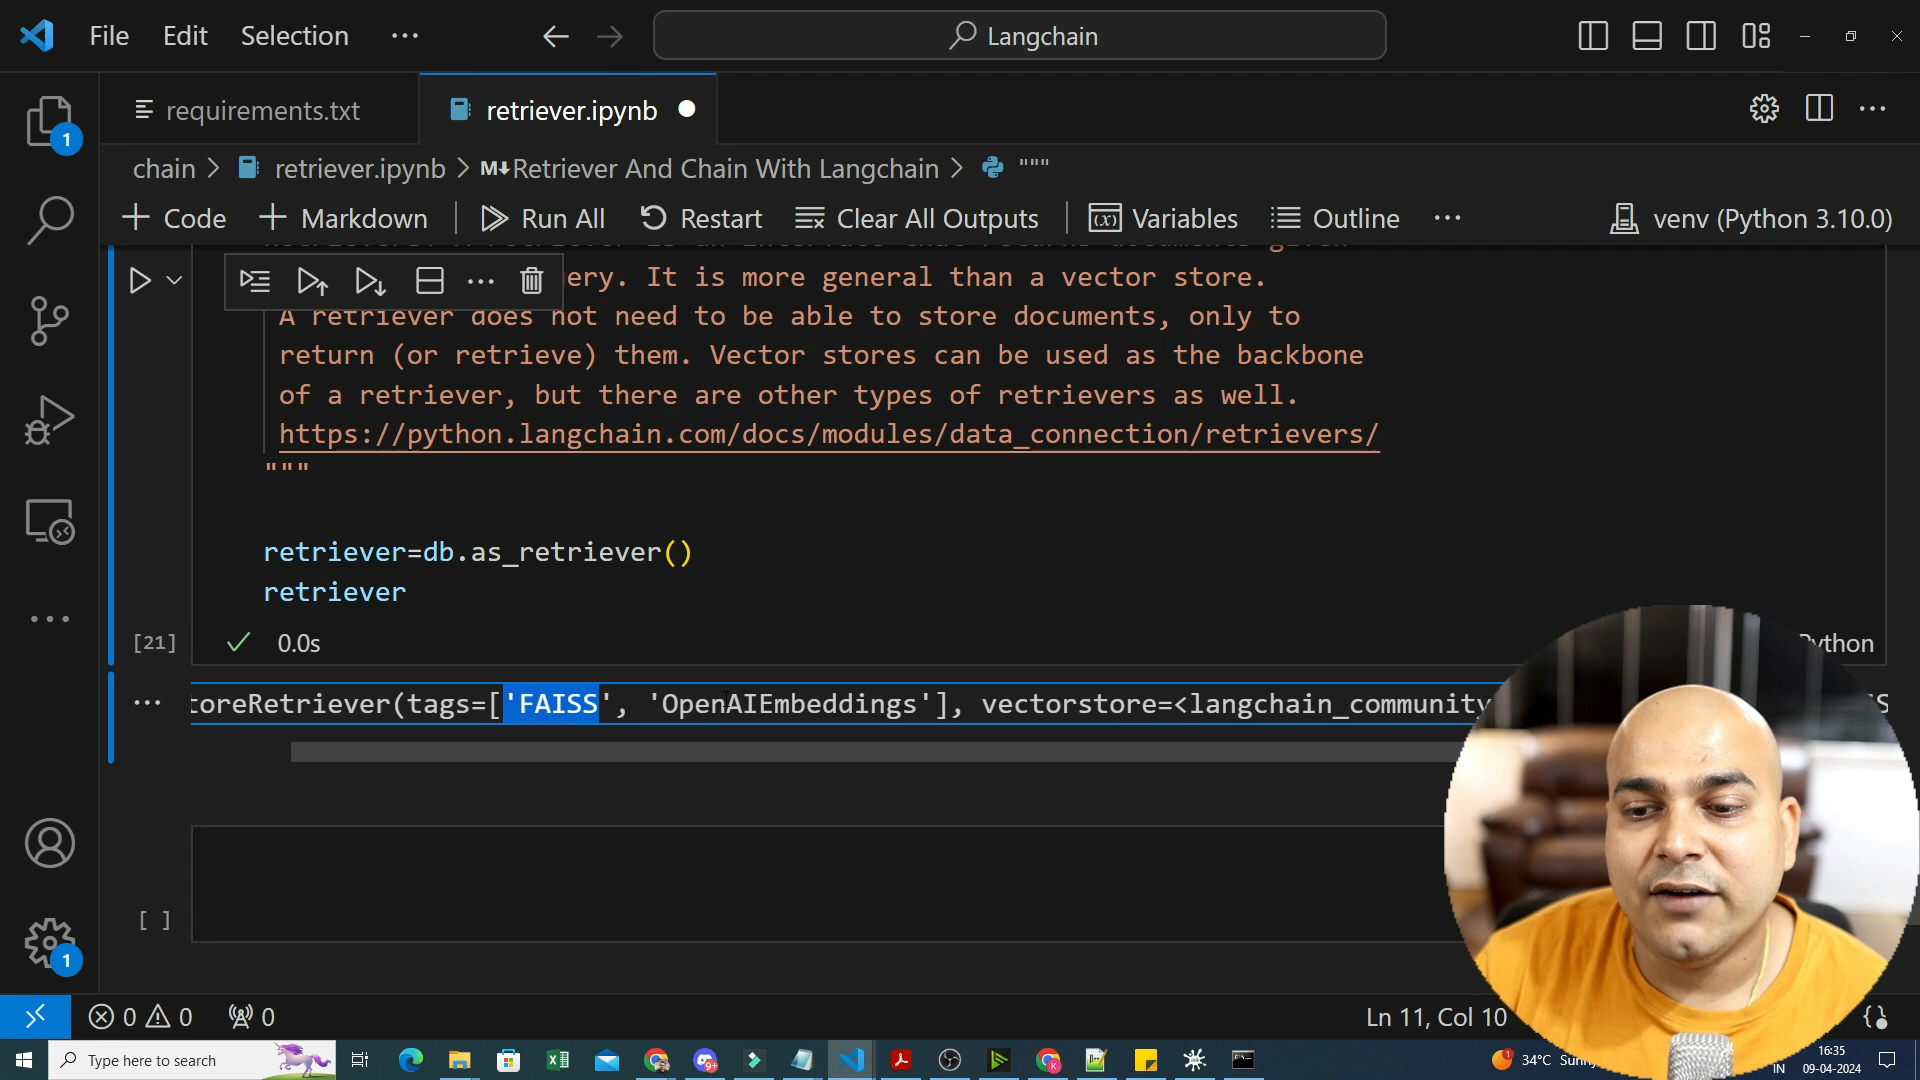 File Edit Selection ··· Langchain
requirements.txt retriever.ipynb
1
chain > retriever.ipynb > M↓Retriever And Chain With Langchain > """
+ Code + Markdown Run All Restart Clear All Outputs Variables Outline ··· venv (Python 3.10.0)
ery. It is more general than a vector store.
A retriever does not need to be able to store documents, only to
return (or retrieve) them. Vector stores can be used as the backbone
of a retriever, but there are other types of retrievers as well.
https://python.langchain.com/docs/modules/data_connection/retrievers/
"""
retriever=db.as_retriever()
retriever
[21] 0.0s Python
toreRetriever(tags=['FAISS', 'OpenAIEmbeddings'], vectorstore=<langchain_community
[ ]
1
0 0 0 Ln 11, Col 10
Type here to search 34°C 16:35
IN 09-04-2024